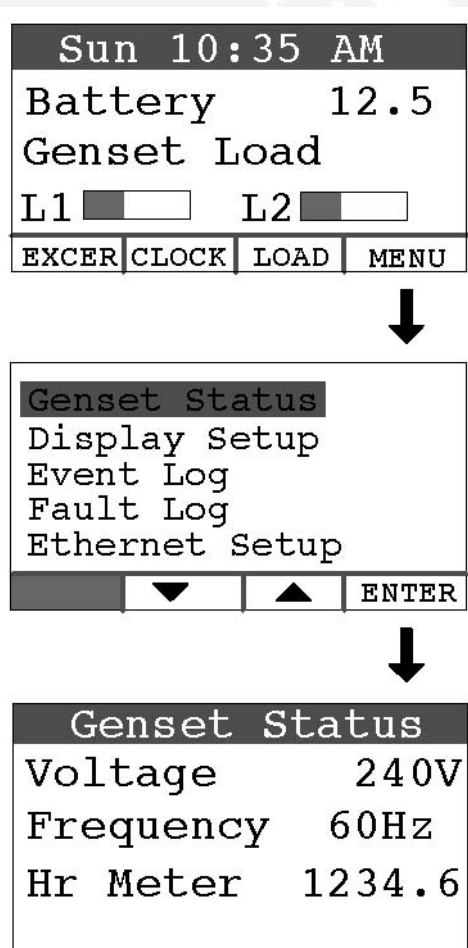 Sun 10:35 AM
Battery 12.5
Genset Load
L1 L2
EXCER CLOCK LOAD MENU
Genset Status
Display Setup
Event Log
Fault Log
Ethernet Setup
ENTER
Genset Status
Voltage 240V
Frequency 60Hz
Hr Meter 1234.6